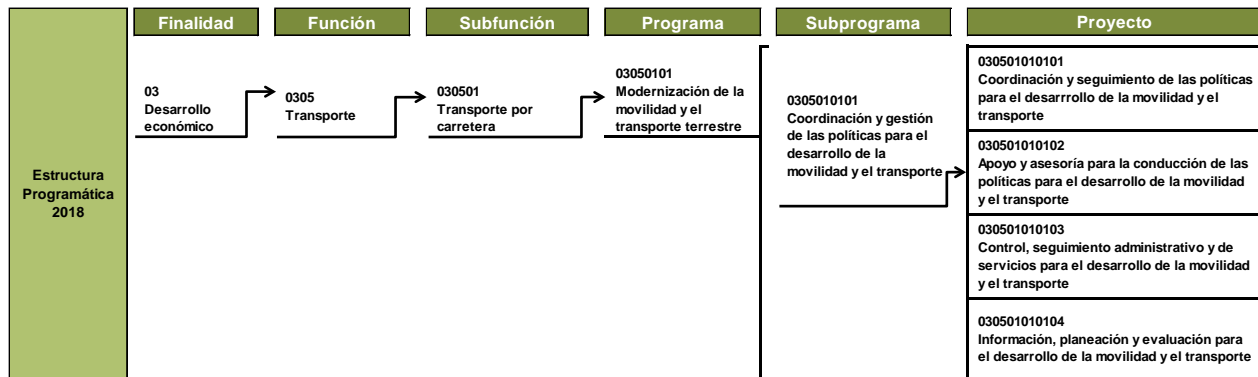 Finalidad
Función
Subfunción
Programa
Subprograma
Proyecto
Estructura
Programática
2018
03
Desarrollo
económico
0305
Transporte
030501
Transporte por
carretera
03050101
Modernización de la
movilidad y el
transporte terrestre
0305010101
Coordinación y gestión
de las políticas para el
desarrollo de la
movilidad y el transporte
030501010101
Coordinación y seguimiento de las políticas
para el desarrrollo de la movilidad y el
transporte
030501010102
Apoyo y asesoría para la conducción de las
políticas para el desarrollo de la movilidad
y el transporte
030501010103
Control, seguimiento administrativo y de
servicios para el desarrollo de la movilidad
y el transporte
030501010104
Información, planeación y evaluación para
el desarrollo de la movilidad y el transporte